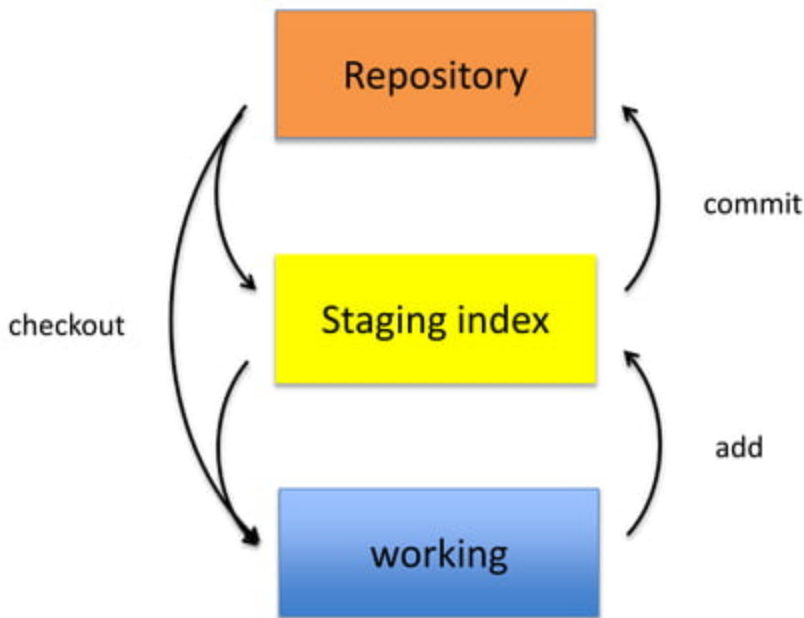 Repository
commit
Staging index
checkout
add
working